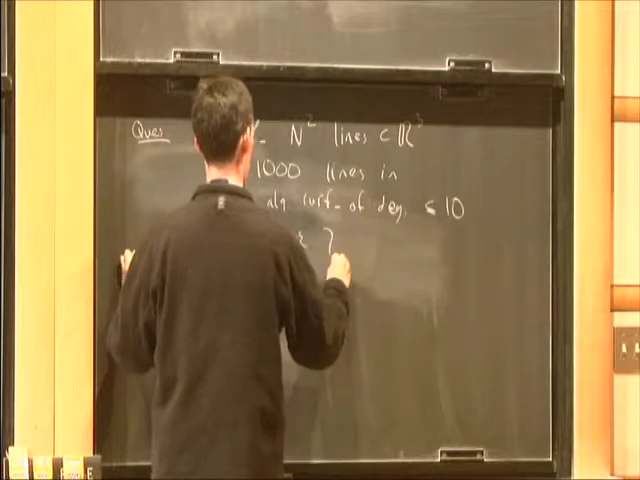 Ques - N² lines ⊂ ℝ³
1000 lines in
alg surf. of deg. ≤ 10
?